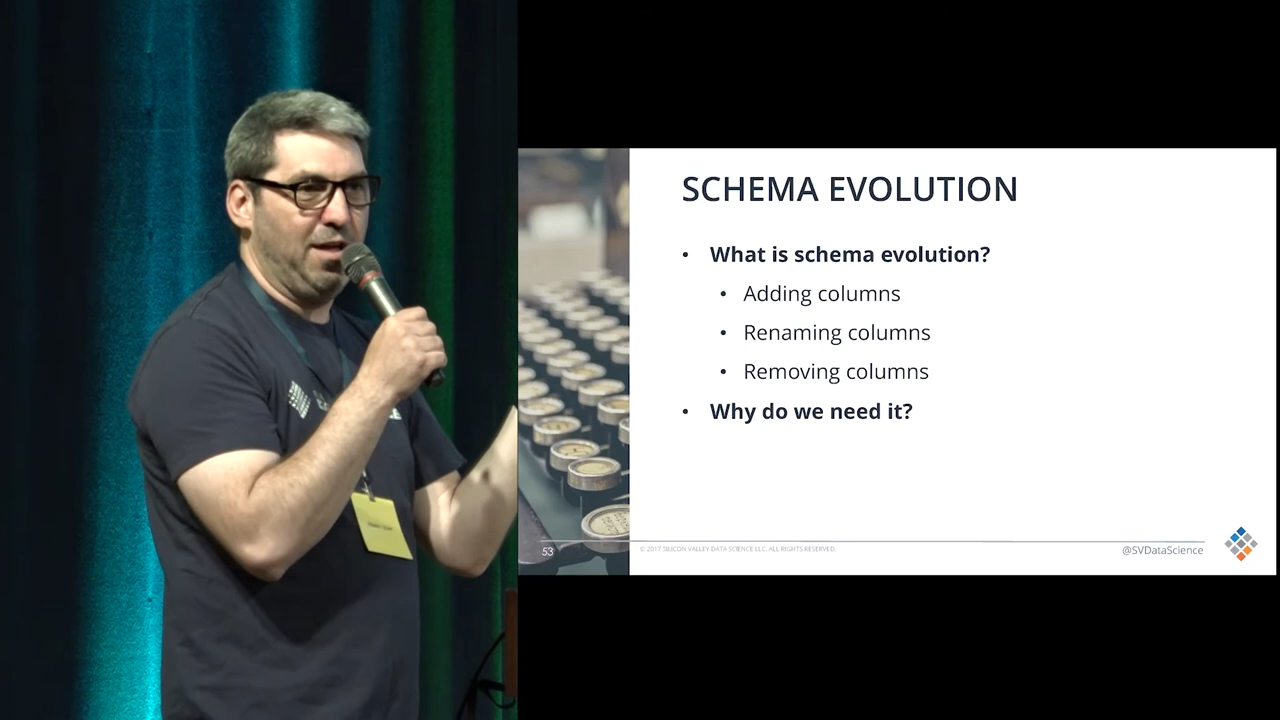 SCHEMA EVOLUTION
• What is schema evolution?
• Adding columns
• Renaming columns
• Removing columns
• Why do we need it?
53
© 2017 SILICON VALLEY DATA SCIENCE LLC. ALL RIGHTS RESERVED.
@SVDataScience